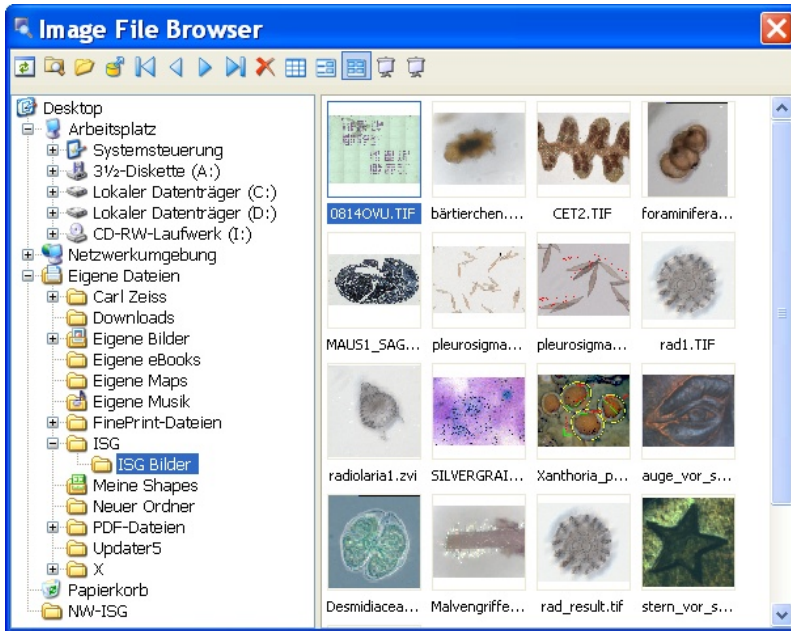 Image File Browser
Desktop
Arbeitsplatz
Systemsteuerung
3½-Diskette (A:)
Lokaler Datenträger (C:)
Lokaler Datenträger (D:)
CD-RW-Laufwerk (I:)
Netzwerkumgebung
Eigene Dateien
Carl Zeiss
Downloads
Eigene Bilder
Eigene eBooks
Eigene Maps
Eigene Musik
FinePrint-Dateien
ISG
ISG Bilder
Meine Shapes
Neuer Ordner
PDF-Dateien
Updater5
X
Papierkorb
NW-ISG
0814OVU.TIF bärtierchen.... CET2.TIF foraminifera...
MAUS1_SAG... pleurosigma... pleurosigma... rad1.TIF
radiolaria1.zvi SILVERGRAI... Xanthoria_p... auge_vor_s...
Desmidiacea... Malvengriffe... rad_result.tif stern_vor_s...